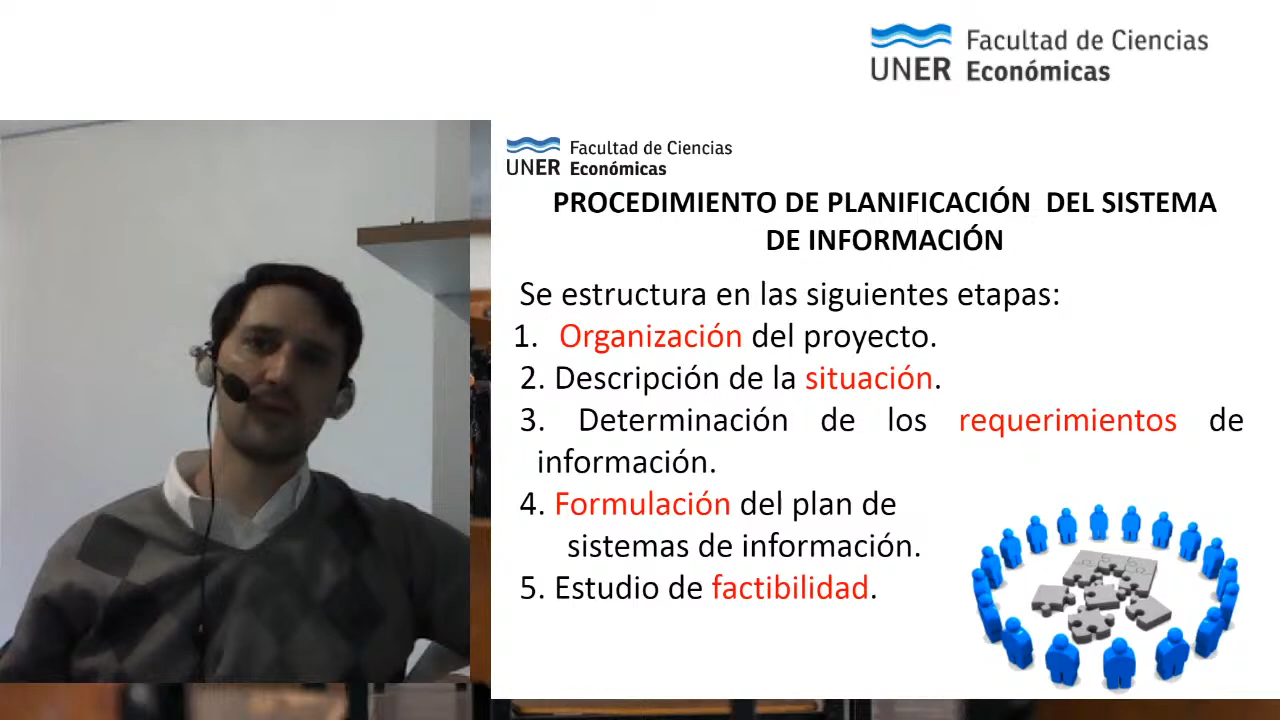 UNER Facultad de Ciencias
Económicas
UNER Facultad de Ciencias
Económicas
PROCEDIMIENTO DE PLANIFICACIÓN DEL SISTEMA
DE INFORMACIÓN
Se estructura en las siguientes etapas:
1. Organización del proyecto.
2. Descripción de la situación.
3. Determinación de los requerimientos de
información.
4. Formulación del plan de
sistemas de información.
5. Estudio de factibilidad.